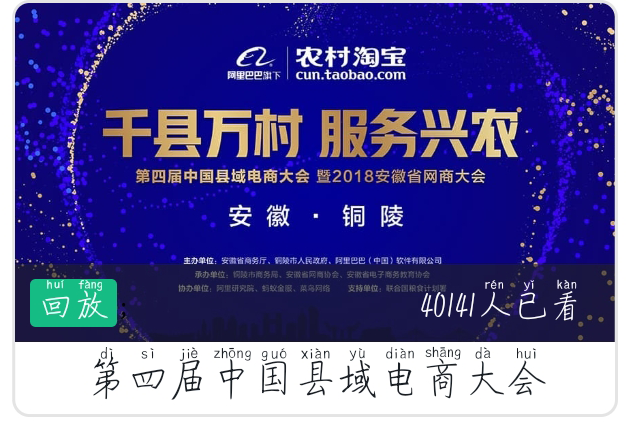 阿里巴巴旗下 农村淘宝
cun.taobao.com
千县万村 服务兴农
第四届中国县域电商大会 暨2018安徽省网商大会
安徽·铜陵
主办单位：安徽省商务厅、铜陵市人民政府、阿里巴巴（中国）软件有限公司
承办单位：铜陵市商务局、安徽省网商协会、安徽省电子商务教育协会
协办单位：阿里研究院、蚂蚁金服、菜鸟网络 支持单位：联合国粮食计划署
huí fàng rén yǐ kàn
回放 40141人已看
dì sì jiè zhōng guó xiàn yù diàn shāng dà huì
第四届中国县域电商大会